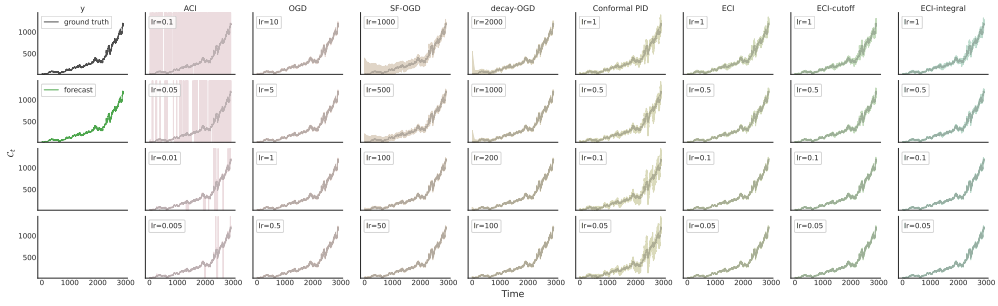 y ACI OGD SF-OGD decay-OGD Conformal PID ECI ECI-cutoff ECI-integral
1000 ground truth lr=0.1 lr=10 lr=1000 lr=2000 lr=1 lr=1 lr=1 lr=1
500
1000 forecast lr=0.05 lr=5 lr=500 lr=1000 lr=0.5 lr=0.5 lr=0.5 lr=0.5
500
C_t
1000 lr=0.01 lr=1 lr=100 lr=200 lr=0.1 lr=0.1 lr=0.1 lr=0.1
500
1000 lr=0.005 lr=0.5 lr=50 lr=100 lr=0.05 lr=0.05 lr=0.05 lr=0.05
500
0 1000 2000 3000 0 1000 2000 3000 0 1000 2000 3000 0 1000 2000 3000 0 1000 2000 3000 0 1000 2000 3000 0 1000 2000 3000 0 1000 2000 3000 0 1000 2000 3000
Time